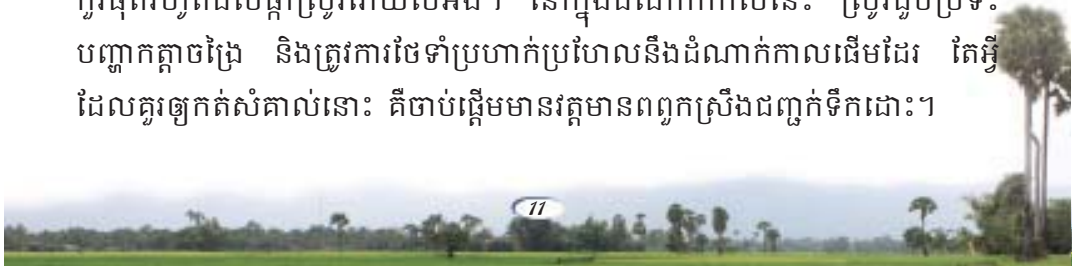 នៅក្នុងដំណាក់កាលនេះ ស្រូវជួបប្រទះ
បញ្ហាកត្តាចង្រៃ និងត្រូវការថែទាំប្រហាក់ប្រហែលនឹងដំណាក់កាលផើមដែរ តែអ្វី
ដែលគួរឲ្យកត់សំគាល់នោះ គឺចាប់ផ្តើមមានវត្តមានពពួកស្រឹងជញ្ជក់ទឹកដោះ។
11